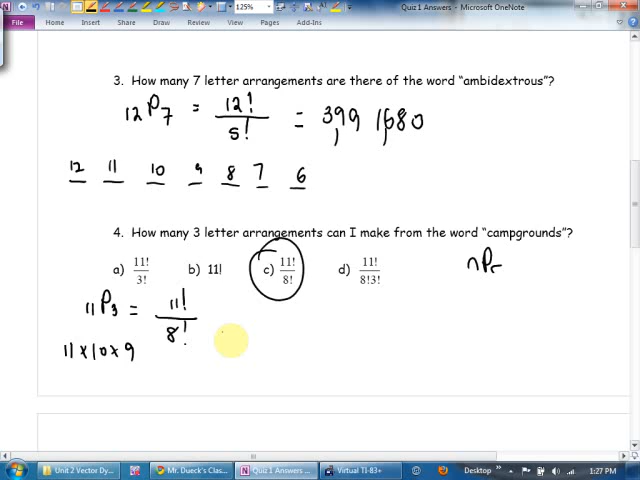 Quiz 1 Answers - Microsoft OneNote
File Home Insert Share Draw Review View Page Setup Add-Ins
125%
3. How many 7 letter arrangements are there of the word “ambidextrous”?
12P7 = 12!/5! = 399 1680
12 11 10 9 8 7 6
4. How many 3 letter arrangements can I make from the word “campgrounds”?
nPr
a) 11!/3! b) 11! c) 11!/8! d) 11!/8!3!
11P3 = 11!/8!
11 x 10 x 9
Unit 2 Vector Dy... Mr. Dueck's Clas... Quiz 1 Answers ... Virtual TI-83+ Desktop 1:27 PM